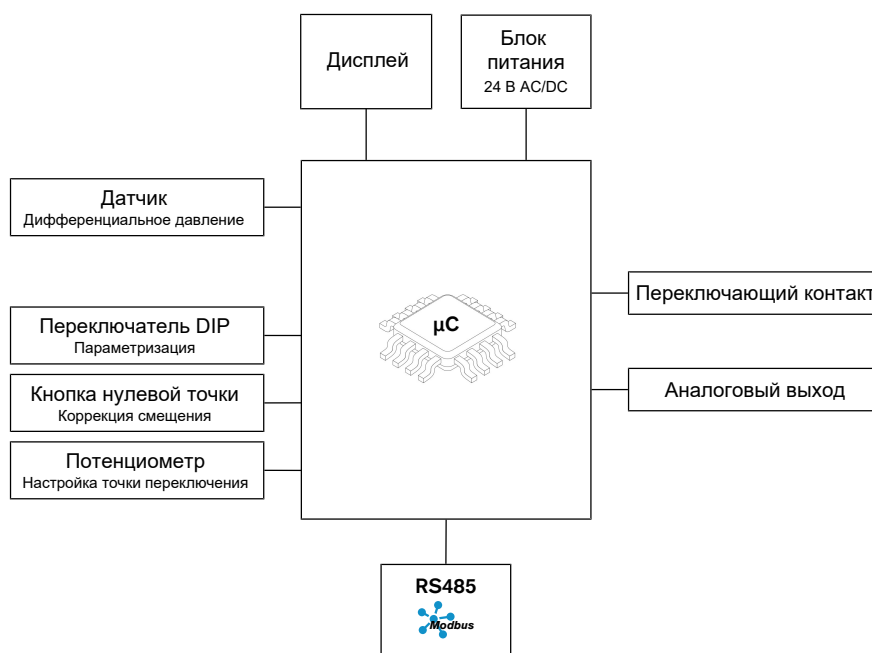 Дисплей
Блок
питания
24 В AC/DC
Датчик
Дифференциальное давление
Переключатель DIP
Параметризация
Кнопка нулевой точки
Коррекция смещения
Потенциометр
Настройка точки переключения
µC
Переключающий контакт
Аналоговый выход
RS485
Modbus